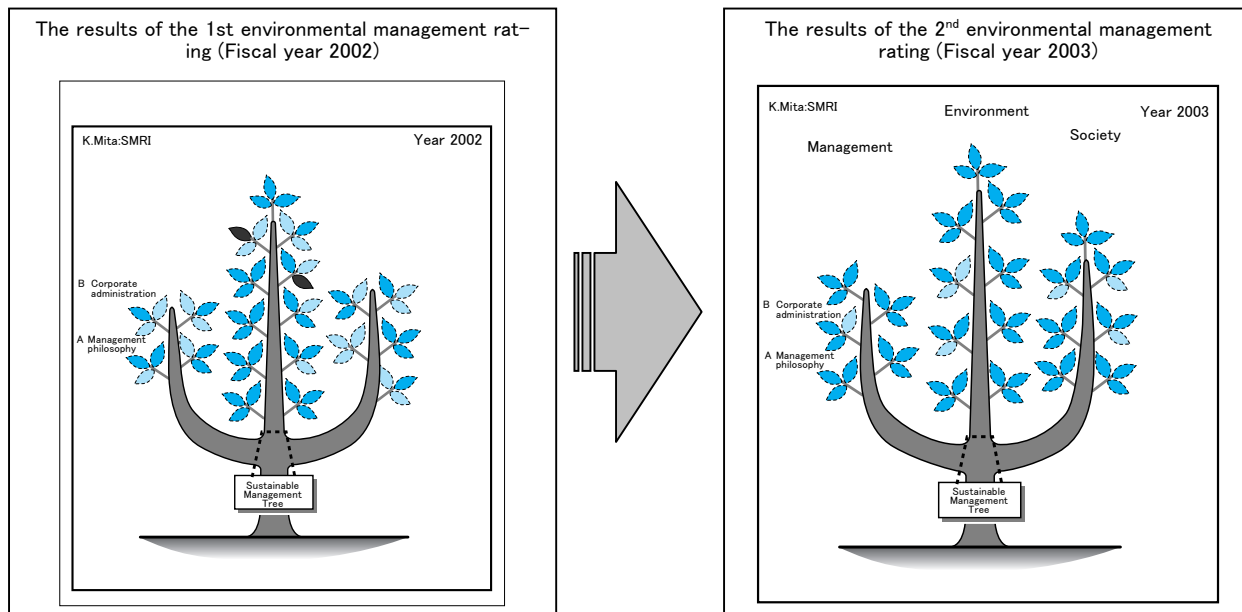 The results of the 1st environmental management rat-
ing (Fiscal year 2002)
K.Mita:SMRI
Year 2002
B Corporate
administration
A Management
philosophy
Sustainable
Management
Tree
The results of the 2nd environmental management
rating (Fiscal year 2003)
K.Mita:SMRI
Environment
Year 2003
Management
Society
B Corporate
administration
A Management
philosophy
Sustainable
Management
Tree